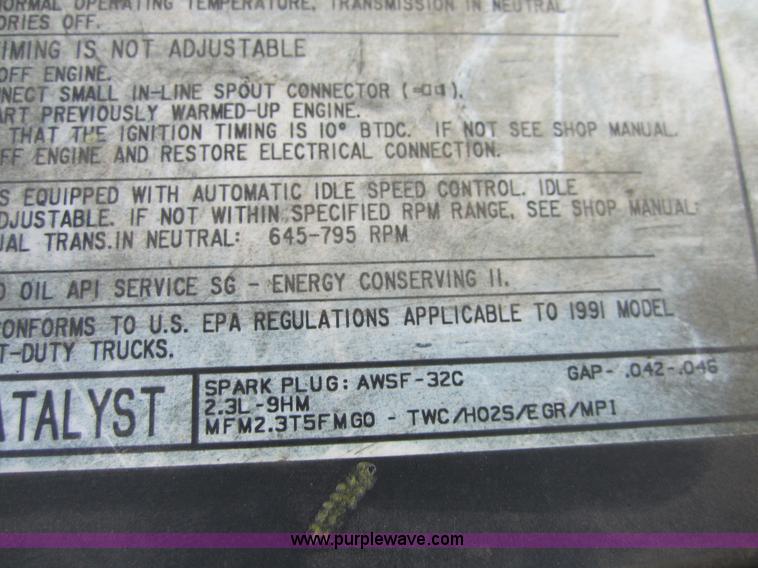 NORMAL OPERATING TEMPERATURE, TRANSMISSION IN NEUTRAL
ORIES OFF.
TIMING IS NOT ADJUSTABLE
OFF ENGINE.
NNECT SMALL IN-LINE SPOUT CONNECTOR ( ).
ART PREVIOUSLY WARMED-UP ENGINE.
THAT THE IGNITION TIMING IS 10° BTDC. IF NOT SEE SHOP MANUAL.
FF ENGINE AND RESTORE ELECTRICAL CONNECTION.
S EQUIPPED WITH AUTOMATIC IDLE SPEED CONTROL. IDLE
DJUSTABLE. IF NOT WITHIN SPECIFIED RPM RANGE, SEE SHOP MANUAL.
UAL TRANS.IN NEUTRAL: 645-795 RPM
D OIL API SERVICE SG - ENERGY CONSERVING II.
CONFORMS TO U.S. EPA REGULATIONS APPLICABLE TO 1991 MODEL
T-DUTY TRUCKS.
ATALYST
SPARK PLUG: AWSF-32C GAP- .042-.046
2.3L-9HM
MFM2.3T5FMG0 - TWC/HO2S/EGR/MPI
www.purplewave.com